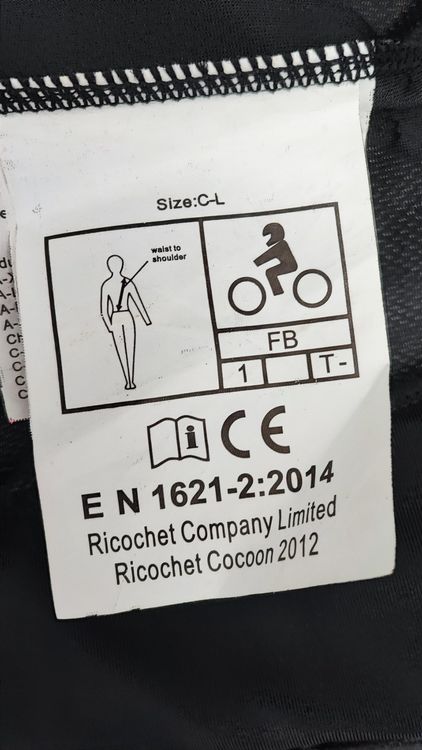 Size:C-L
waist to
shoulder
FB
1 T-
i CE
E N 1621-2:2014
Ricochet Company Limited
Ricochet Cocoon 2012